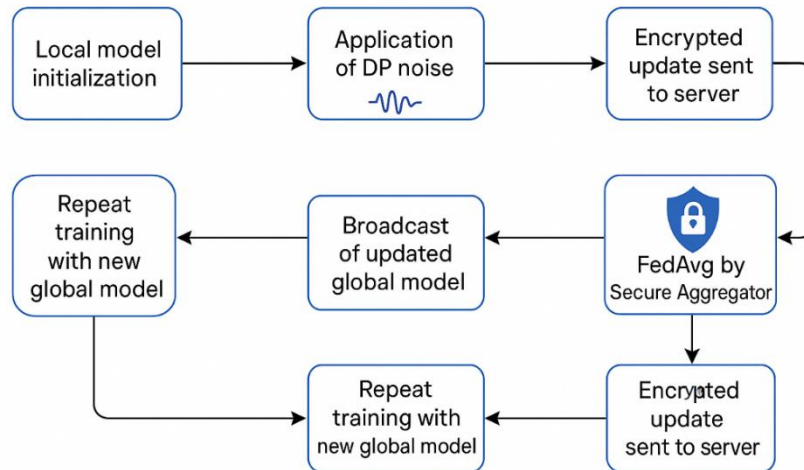 Local model
initialization
Application
of DP noise
Encrypted
update sent
to server
Repeat
training
with new
global model
Broadcast
of updated
global model
FedAvg by
Secure Aggregator
Repeat
training with
new global model
Encrypted
update
sent to server